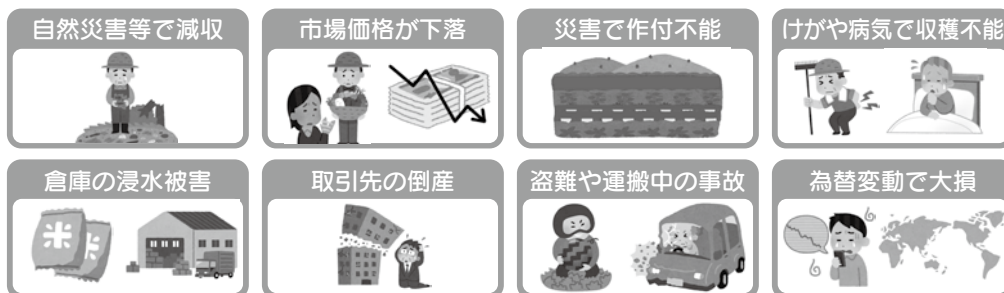 自然災害等で減収
市場価格が下落
災害で作付不能
けがや病気で収穫不能
倉庫の浸水被害
取引先の倒産
盗難や運搬中の事故
為替変動で大損
米